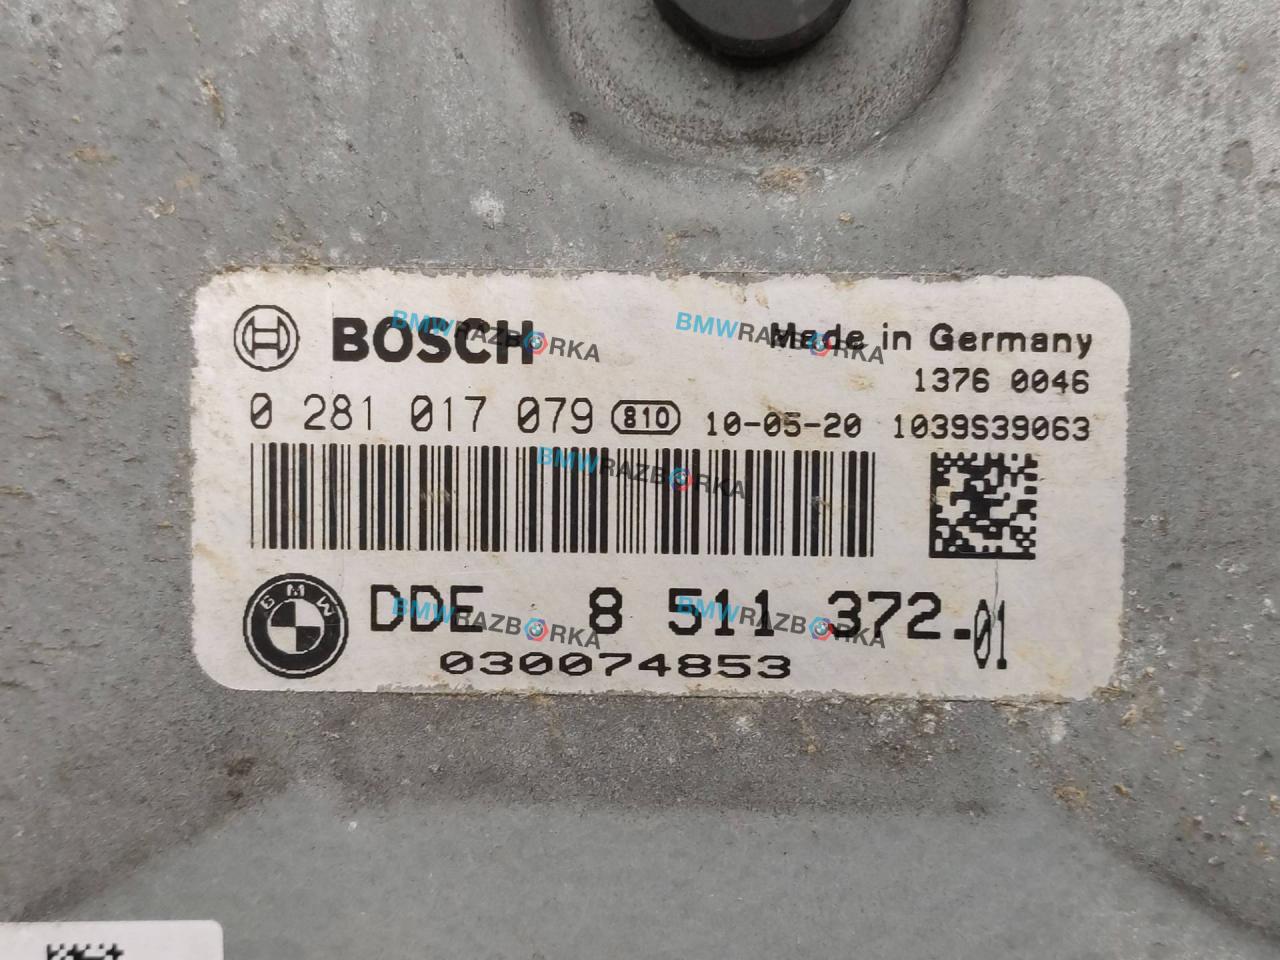 BOSCH Made in Germany
1376 0046
0 281 017 079 810 10-05-20 1039S39063
BMW DDE 8 511 372.01
030074853
BMWRAZBORKA
BMWRAZBORKA
BMWRAZBORKA
BMWRAZBORKA
BMWRAZBORKA